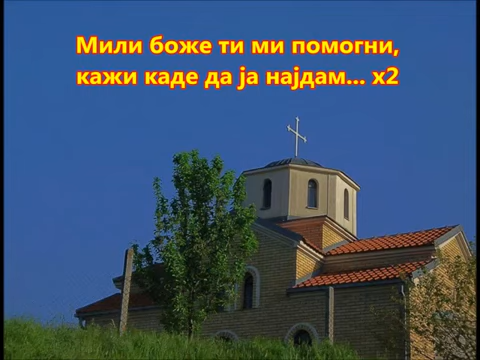 Мили боже ти ми помогни,
кажи каде да ја најдам... x2